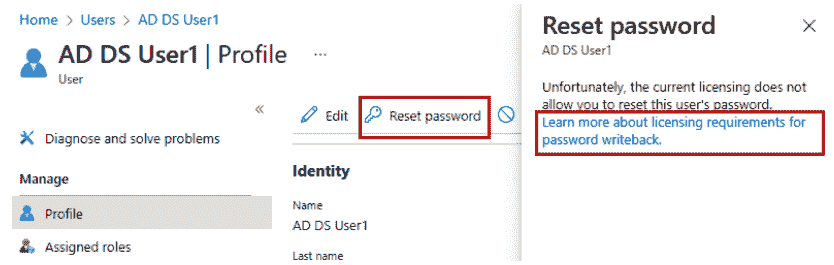 Home > Users > AD DS User1
AD DS User1 | Profile ...
User
Diagnose and solve problems
Manage
Profile
Assigned roles
«
Edit
Reset password
Identity
Name
AD DS User1
Last name
Reset password
AD DS User1
Unfortunately, the current licensing does not
allow you to reset this user's password.
Learn more about licensing requirements for
password writeback.